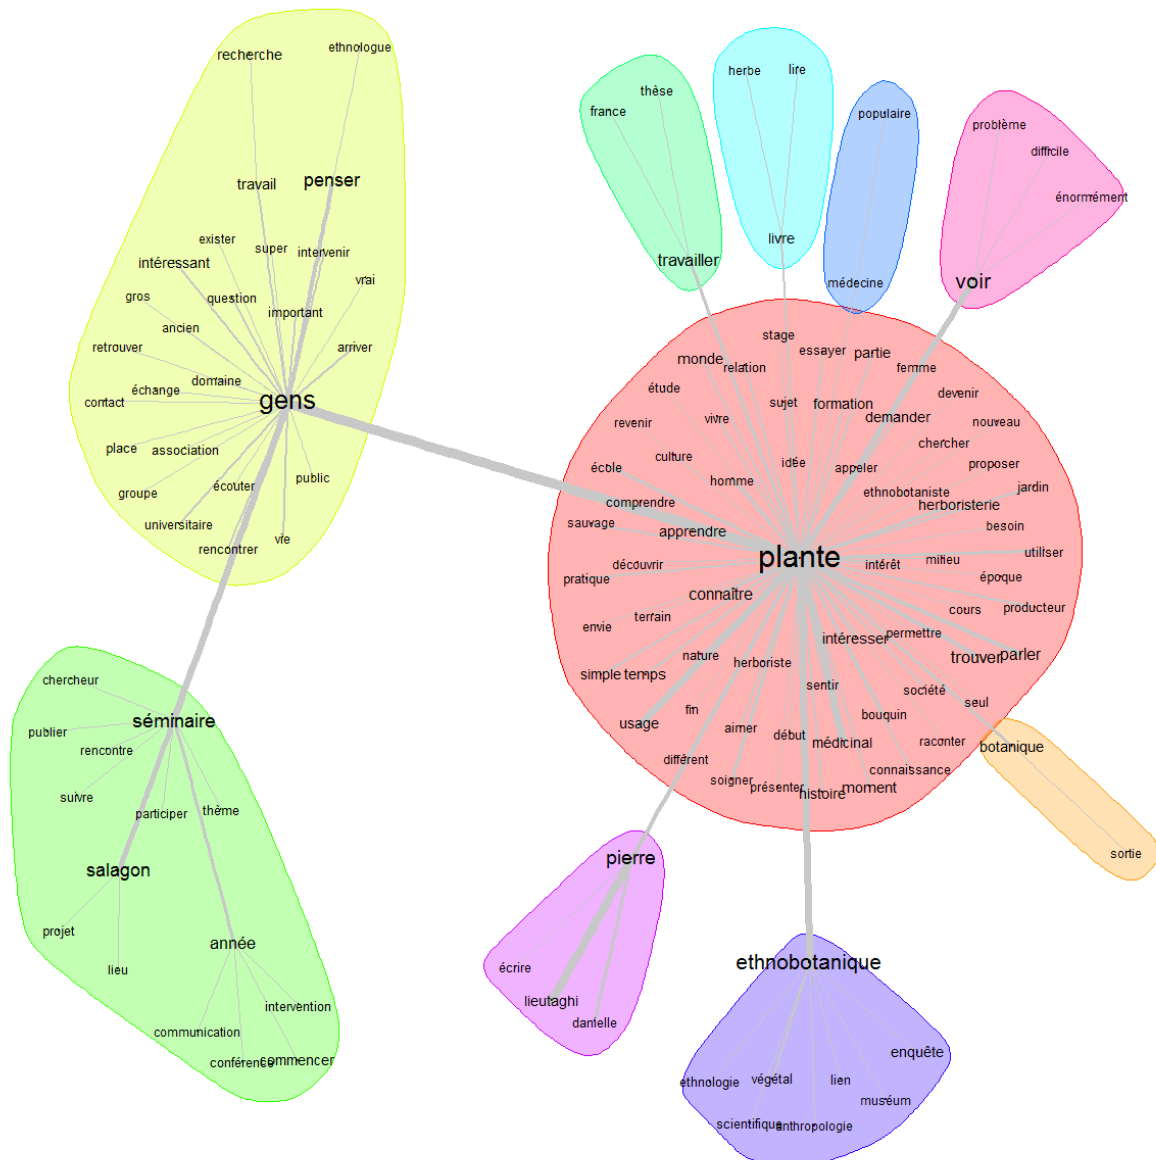 recherche
ethnologue
travail
penser
exister
super
intervenir
intéressant
vrai
gros
question
important
ancien
retrouver
arriver
domaine
échange
contact
gens
place
association
public
groupe
écouter
universitaire
vie
rencontrer
france
thèse
travailler
herbe
lire
livre
populaire
médecine
problème
difficile
énormément
voir
stage
monde
relation
essayer
partie
femme
étude
sujet
formation
devenir
revenir
vivre
demander
nouveau
culture
idée
chercher
école
homme
appeler
proposer
comprendre
ethnobotaniste
jardin
sauvage
apprendre
herboristerie
besoin
plante
utiliser
découvrir
intérêt
milieu
pratique
époque
connaître
cours
producteur
envie
terrain
intéresser
permettre
nature
herboriste
trouver
parler
simple
temps
sentir
société
seul
usage
fin
aimer
début
bouquin
médicinal
raconter
différent
connaissance
soigner
présenter
histoire
moment
botanique
sortie
chercheur
séminaire
publier
rencontre
suivre
participer
thème
salagon
projet
lieu
année
intervention
communication
conférence
commencer
pierre
écrire
lieutaghi
danielle
ethnobotanique
enquête
ethnologie
végétal
lien
muséum
scientifique
anthropologie